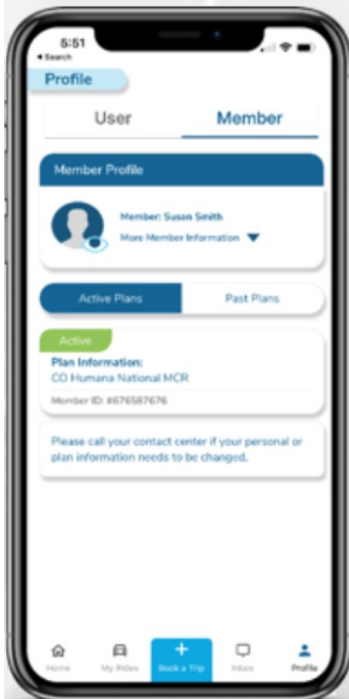 5:51
Search
Profile
User
Member
Member Profile
Member: Susan Smith
More Member Information
Active Plans
Past Plans
Active
Plan Information:
CO Humana National MCR
Member ID: #676587676
Please call your contact center if your personal or
plan information needs to be changed.
Home
My Rides
Book a Trip
Inbox
Profile